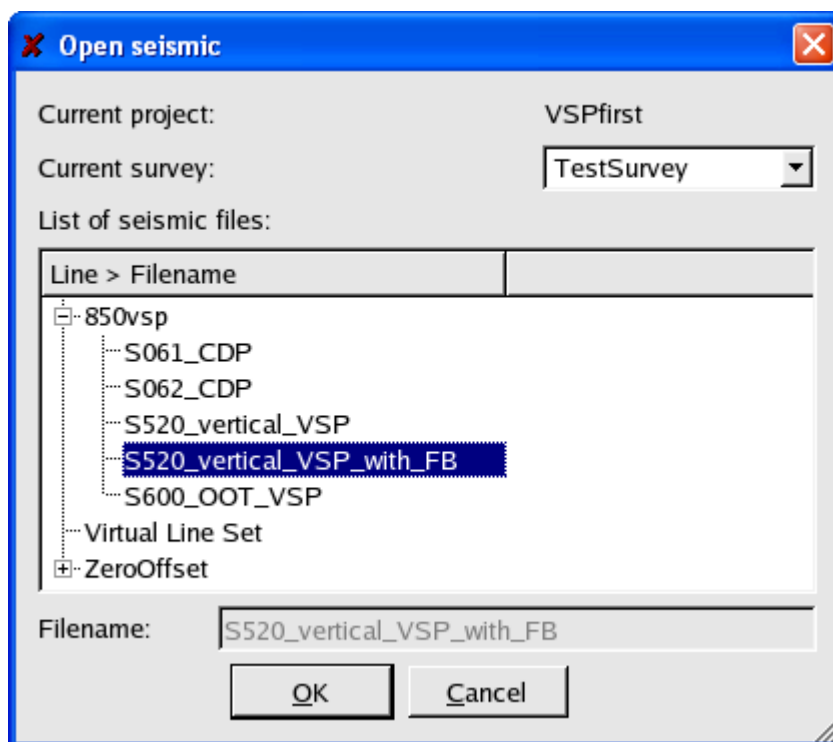 Open seismic
Current project: VSPfirst
Current survey: TestSurvey
List of seismic files:
Line > Filename
850vsp
S061_CDP
S062_CDP
S520_vertical_VSP
S520_vertical_VSP_with_FB
S600_OOT_VSP
Virtual Line Set
ZeroOffset
Filename: S520_vertical_VSP_with_FB
OK Cancel